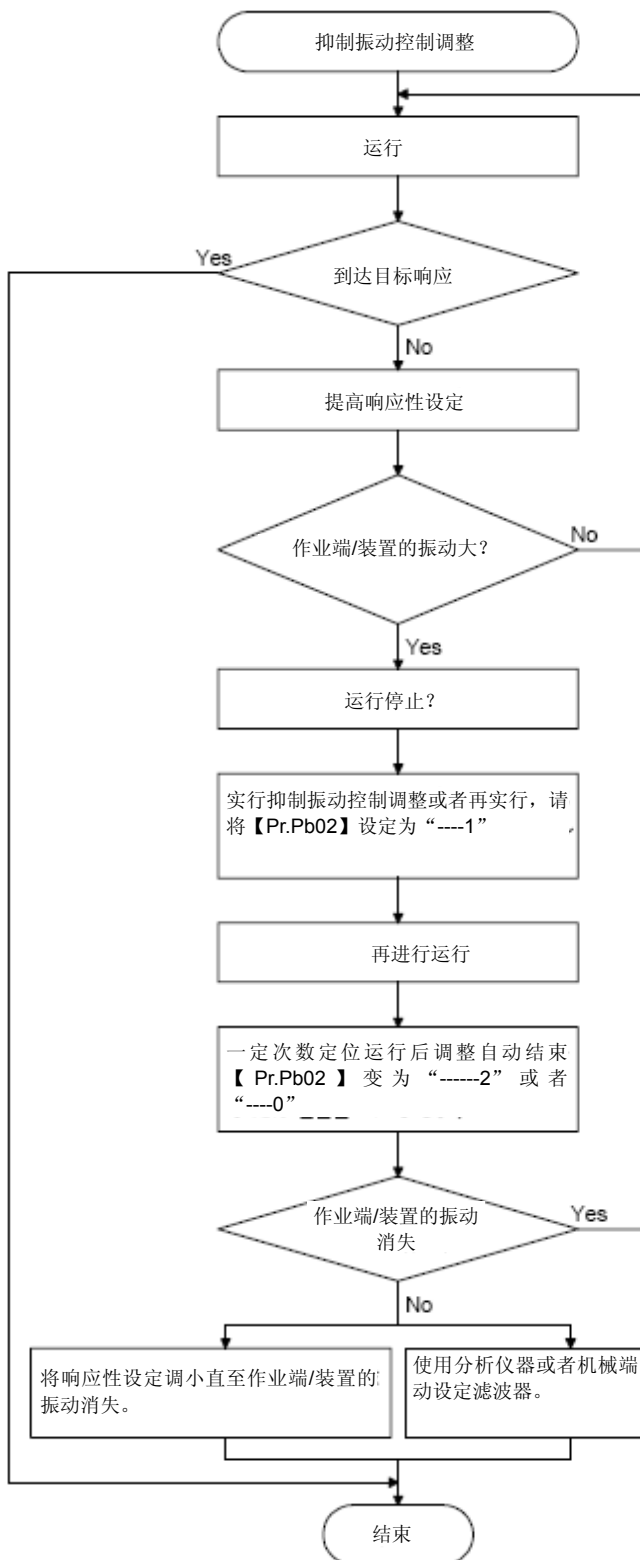 抑制振动控制调整
运行
Yes
到达目标响应
No
提高响应性设定
作业端/装置的振动大?
No
Yes
运行停止?
实行抑制振动控制调整或者再实行，请
将【Pr.Pb02】设定为“----1”
再进行运行
一定次数定位运行后调整自动结束
【 Pr.Pb02 】变为“------2”或者
“----0”
作业端/装置的振动
消失
Yes
No
将响应性设定调小直至作业端/装置的
振动消失。
使用分析仪器或者机械端
动设定滤波器。
结束